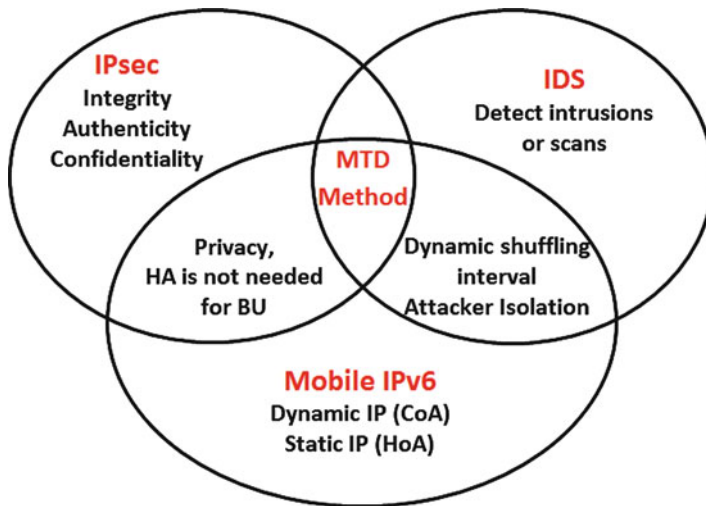 IPsec
Integrity
Authenticity
Confidentiality
IDS
Detect intrusions
or scans
MTD
Method
Privacy,
HA is not needed
for BU
Dynamic shuffling
interval
Attacker Isolation
Mobile IPv6
Dynamic IP (CoA)
Static IP (HoA)